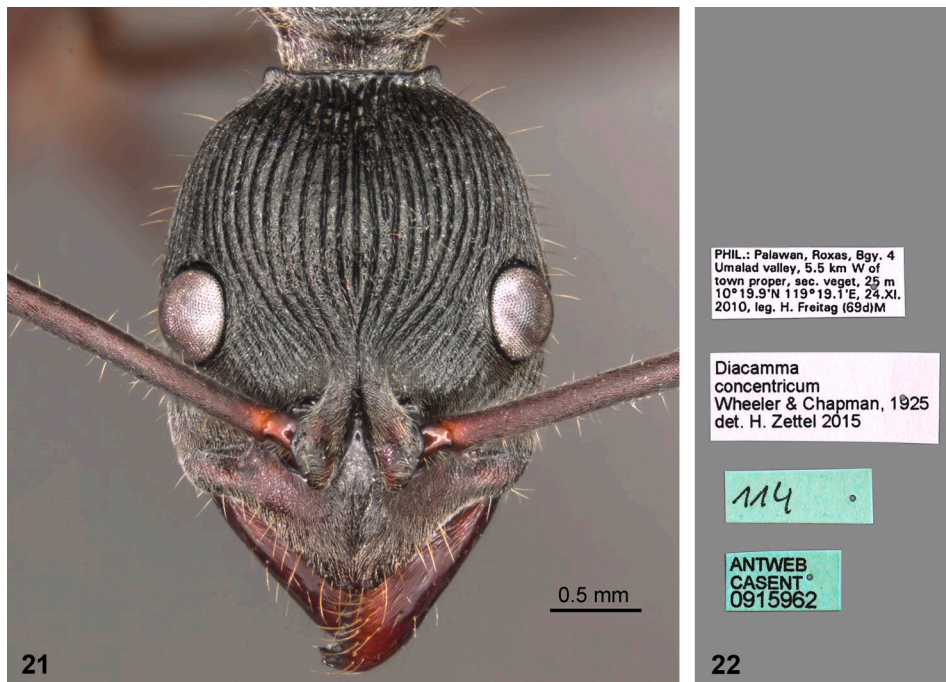 0.5 mm
21
PHIL.: Palawan, Roxas, Bgy. 4
Umalad valley, 5.5 km W of
town proper, sec. veget, 25 m
10°19.9'N 119°19.1'E, 24.XI.
2010, leg. H. Freitag (69d)M
Diacamma
concentricum
Wheeler & Chapman, 1925
det. H. Zettel 2015
114
ANTWEB
CASENT
0915962
22